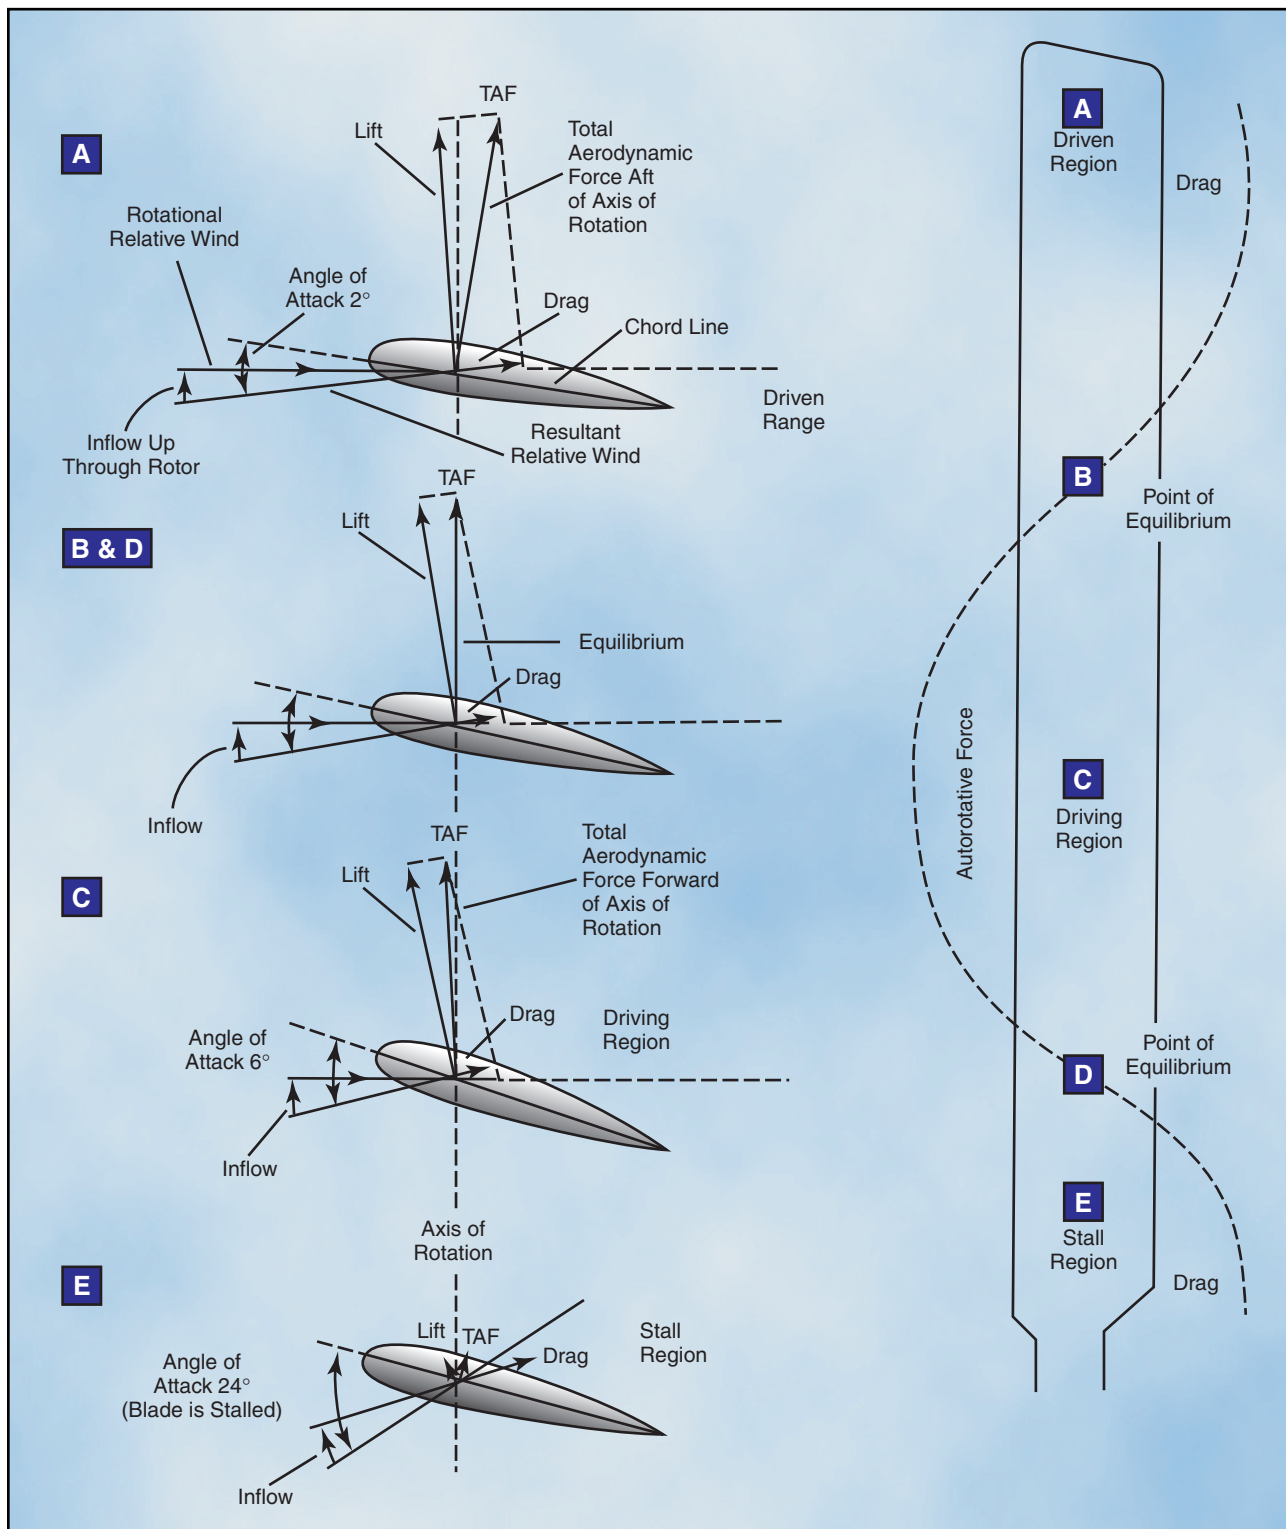 A
Lift
TAF
Total
Aerodynamic
Force Aft
of Axis of
Rotation
Rotational
Relative Wind
Angle of
Attack 2°
Drag
Chord Line
Driven
Range
Inflow Up
Through Rotor
Resultant
Relative Wind
B & D
TAF
Lift
Equilibrium
Drag
Inflow
C
TAF
Lift
Total
Aerodynamic
Force Forward
of Axis of
Rotation
Angle of
Attack 6°
Drag
Driving
Region
Inflow
Axis of
Rotation
E
Lift
TAF
Drag
Stall
Region
Angle of
Attack 24°
(Blade is Stalled)
Inflow
A
Driven
Region
Drag
B
Point of
Equilibrium
Autorotative Force
C
Driving
Region
Point of
Equilibrium
D
E
Stall
Region
Drag